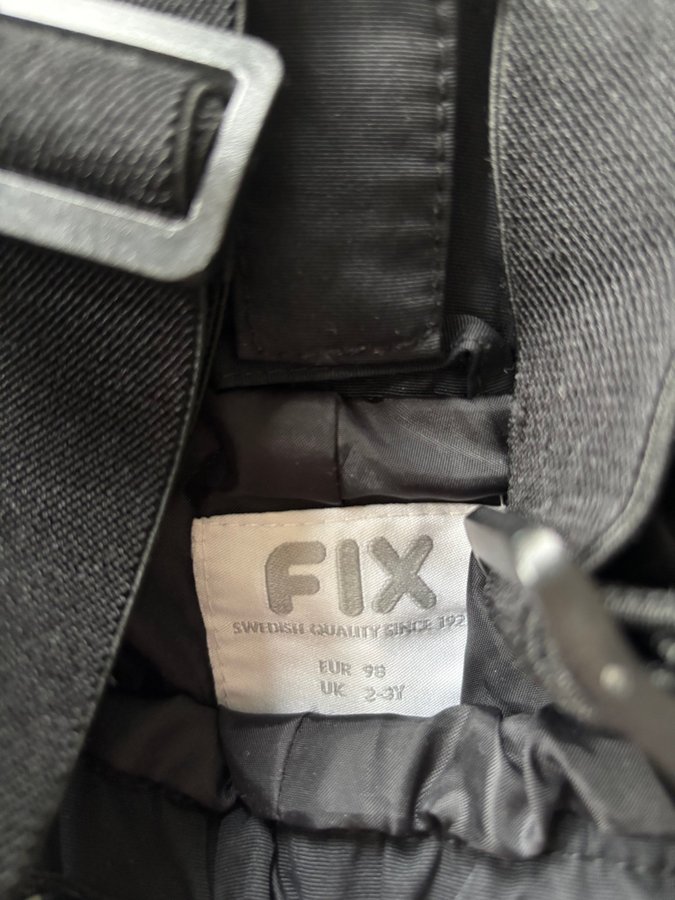 FIX
SWEDISH QUALITY SINCE 192
EUR 98
UK 2-3Y